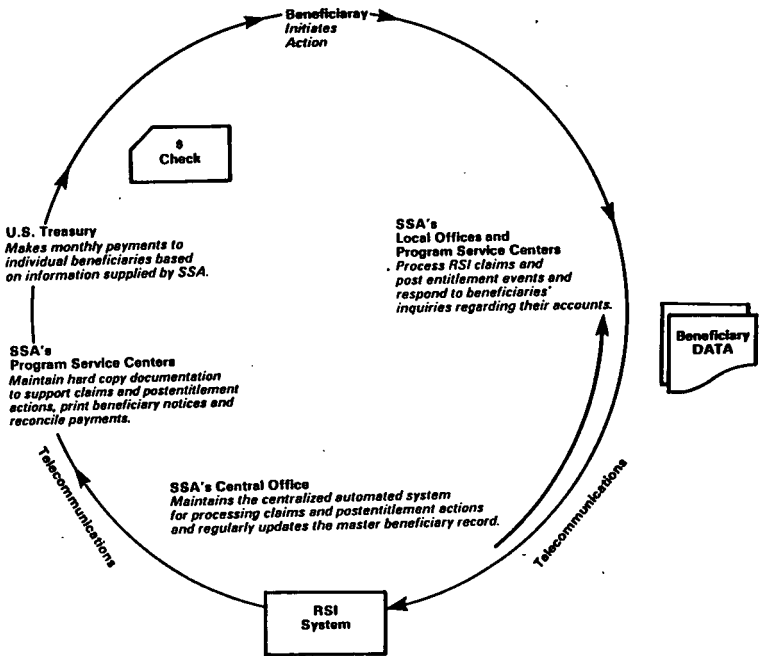 Beneficiaray
Initiates
Action
$
Check
U.S. Treasury
Makes monthly payments to
individual beneficiaries based
on information supplied by SSA.
SSA's
Local Offices and
Program Service Centers
Process RSI claims and
post entitlement events and
respond to beneficiaries'
inquiries regarding their accounts.
Beneficiary
DATA
SSA's
Program Service Centers
Maintain hard copy documentation
to support claims and postentitlement
actions, print beneficiary notices and
reconcile payments.
Telecommunications
SSA's Central Office
Maintains the centralized automated system
for processing claims and postentitlement actions
and regularly updates the master beneficiary record.
Telecommunications
RSI
System